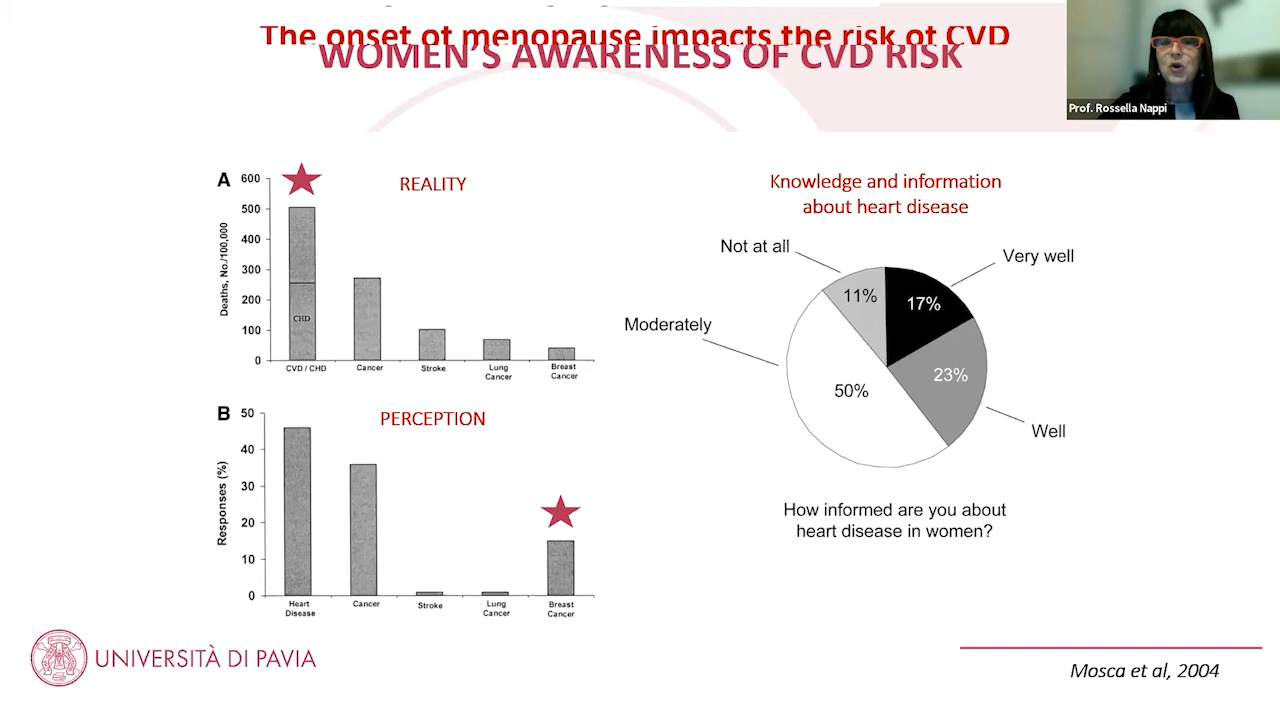 The onset of menopause impacts the risk of CVD
WOMEN'S AWARENESS OF CVD RISK
Prof. Rossella Nappi
A
REALITY
600
500
400
300
200
100
0
Deaths, No./100,000
CHD
CVD / CHD
Cancer
Stroke
Lung
Cancer
Breast
Cancer
B
PERCEPTION
50
40
30
20
10
0
Responses (%)
Heart
Disease
Cancer
Stroke
Lung
Cancer
Breast
Cancer
Knowledge and information
about heart disease
Not at all
Very well
Moderately
Well
11%
17%
23%
50%
How informed are you about
heart disease in women?
UNIVERSITÀ DI PAVIA
Mosca et al, 2004